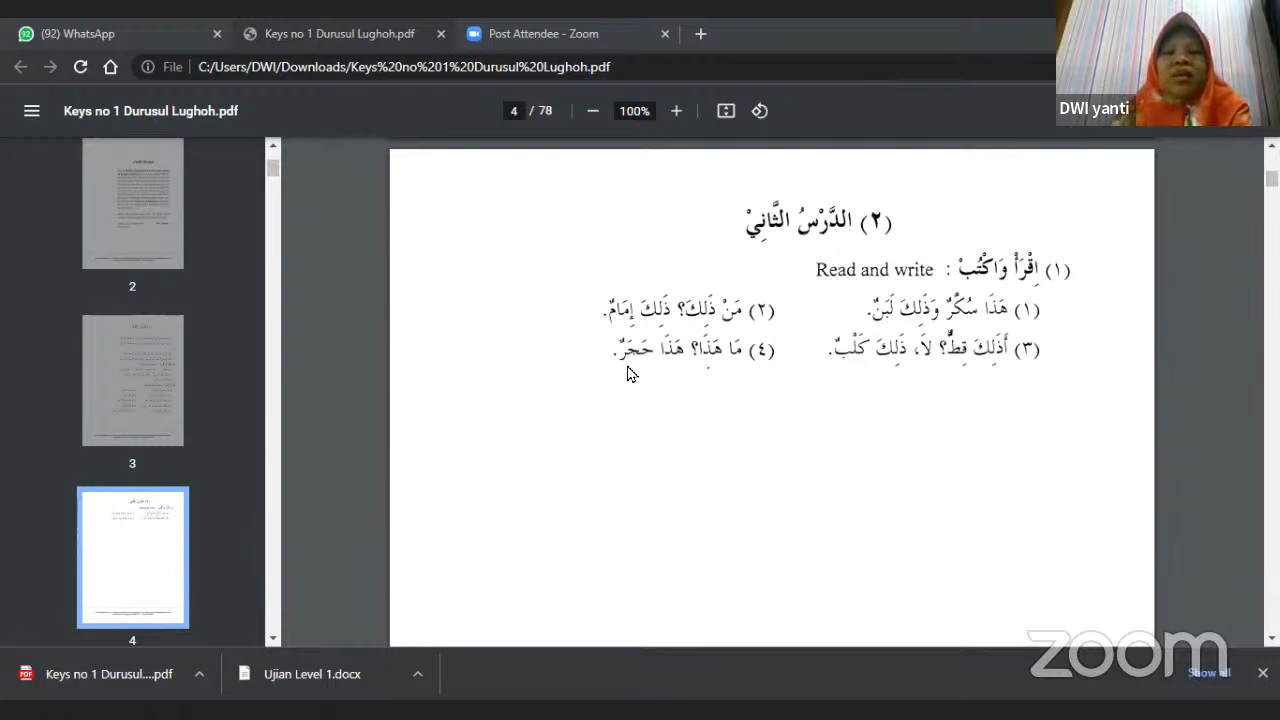 (92) WhatsApp
Keys no 1 Durusul Lughoh.pdf
Post Attendee - Zoom
File
C:/Users/DWI/Downloads/Keys%20no%201%20Durusul%20Lughoh.pdf
Keys no 1 Durusul Lughoh.pdf
4 / 78
100%
DWI yanti
2
3
4
(٢) الدَّرْسُ الثَّانِيْ
(١) اِقْرَأْ وَاكْتُبْ : Read and write
(١) هَذَا سُكَّرٌ وَذَلِكَ لَبَنٌ. (٢) مَنْ ذَلِكَ؟ ذَلِكَ إِمَامٌ.
(٣) أَذَلِكَ قِطٌّ؟ لاَ، ذَلِكَ كَلْبٌ. (٤) مَا هَذَا؟ هَذَا حَجَرٌ.
zoom
Keys no 1 Durusul....pdf
Ujian Level 1.docx
Show all